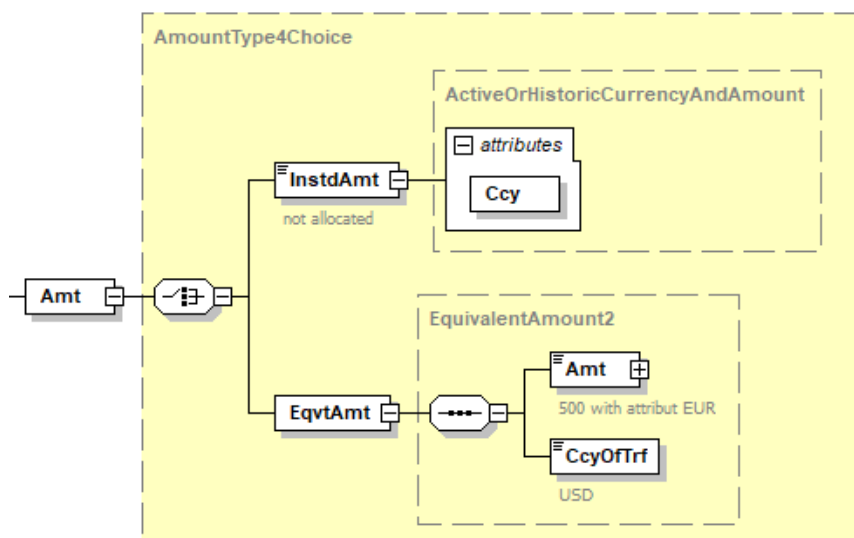 AmountType4Choice
ActiveOrHistoricCurrencyAndAmount
attributes
Ccy
InstdAmt
not allocated
Amt
EquivalentAmount2
Amt
500 with attribut EUR
EqvtAmt
CcyOfTrf
USD